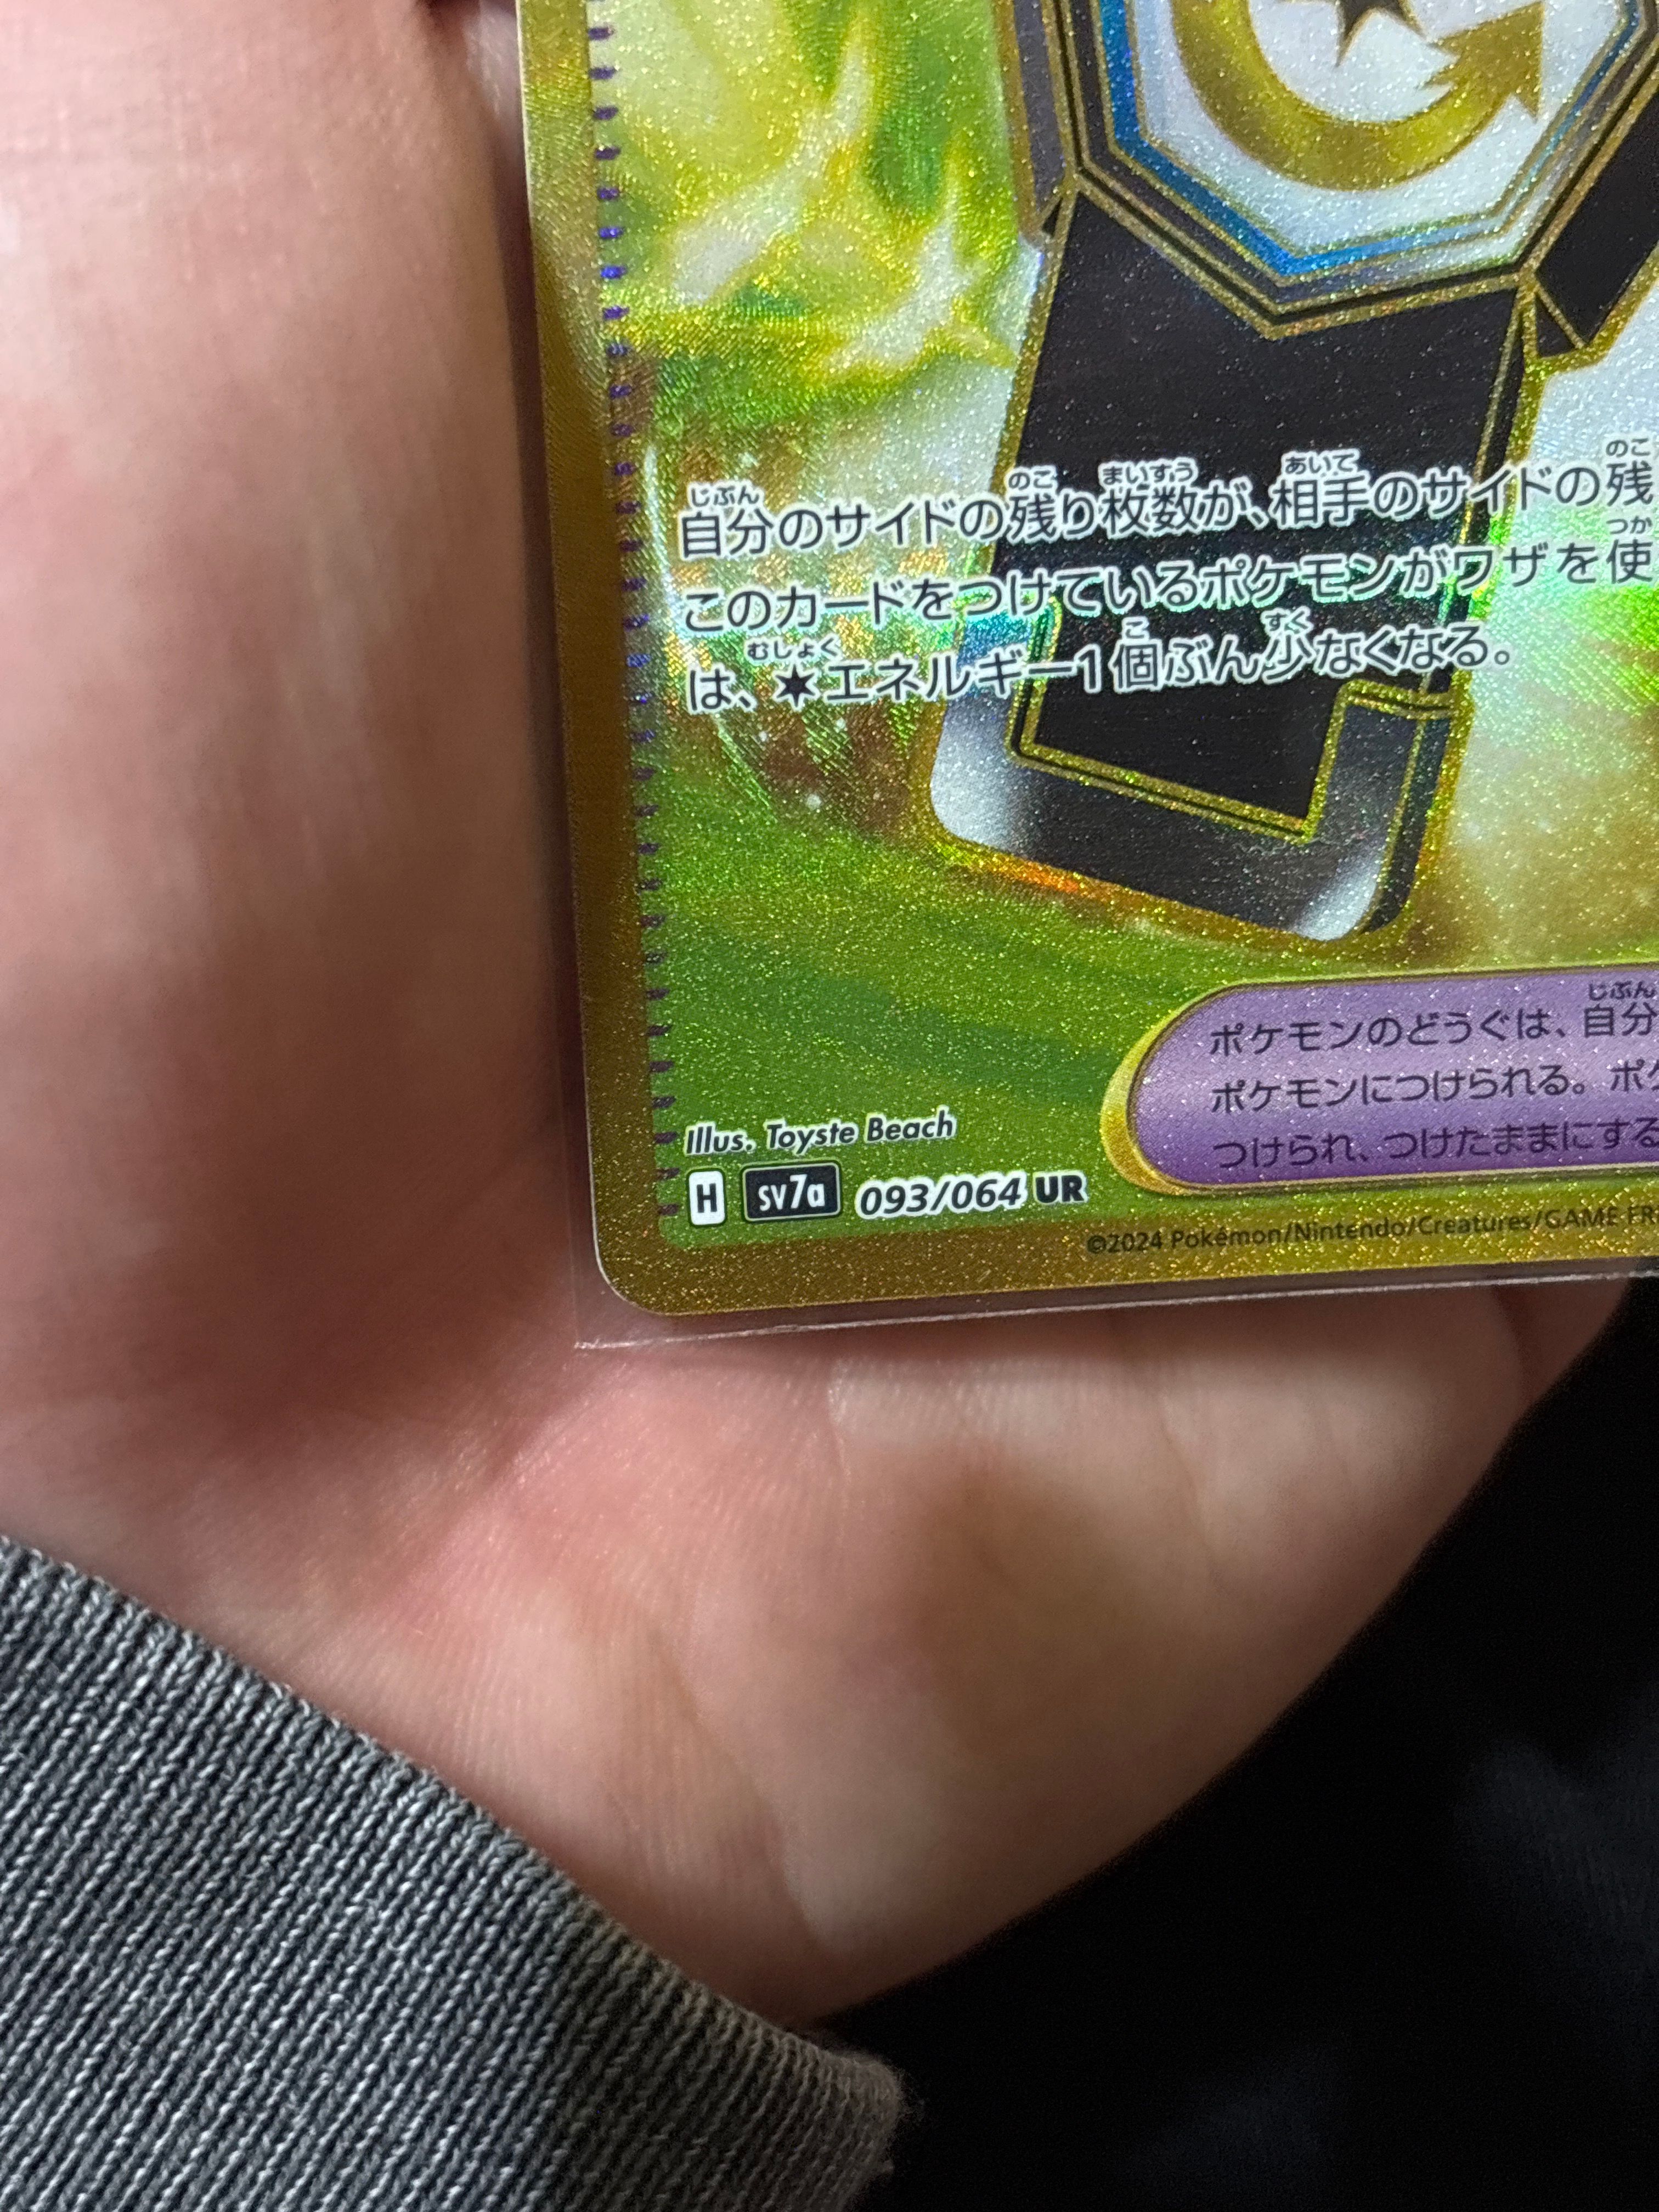 自分のサイドの残り枚数が、相手のサイドの残
このカードをつけているポケモンがワザを使
は、エネルギー1個ぶん少なくなる。
ポケモンのどうぐは、自分
ポケモンにつけられる。ポケ
つけられ、つけたままにする
Illus. Toyste Beach
H sv7a 093/064 UR
©2024 Pokémon/Nintendo/Creatures/GAME FR